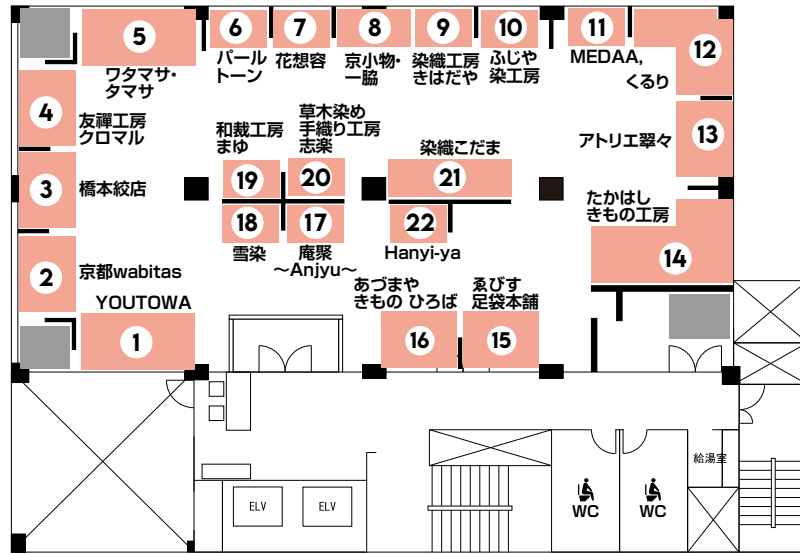 5
ワタマサ・
タマサ
6
パール
トーン
7
花想容
8
京小物・
一脇
9
染織工房
きはだや
10
ふじや
染工房
11
MEDAA,
12
くるり
4
友禪工房
クロマル
和裁工房
まゆ
19
草木染め
手織り工房
志楽
20
染織こだま
21
13
アトリエ翠々
3
橋本絞店
18
雪染
17
庵聚
〜Anjyu〜
22
Hanyi-ya
たかはし
きもの工房
14
2
京都wabitas
YOUTOWA
1
あづまや
きもの ひろば
16
ゑびす
足袋本舗
15
給湯室
ELV
ELV
WC
WC